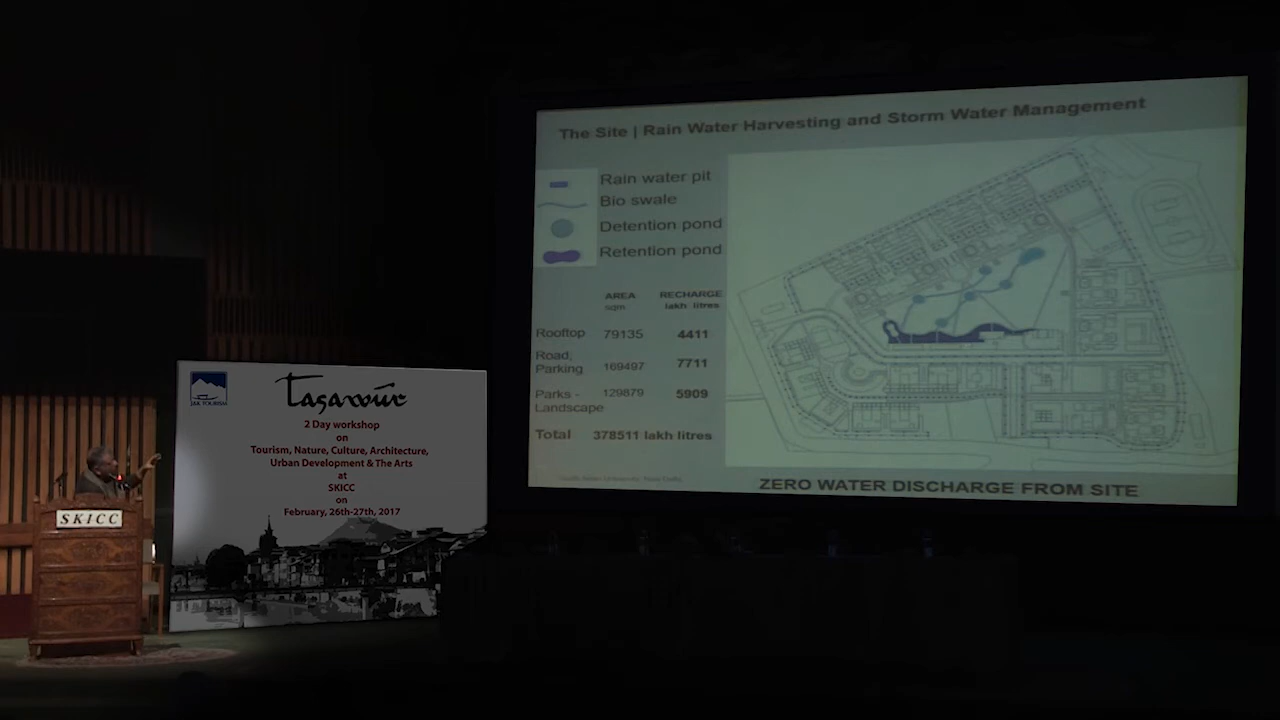 The Site | Rain Water Harvesting and Storm Water Management
Rain water pit
Bio swale
Detention pond
Retention pond
AREA RECHARGE
sqm lakh litres
Rooftop 79135 4411
Road,
Parking 169497 7711
Parks - 129879 5909
Landscape
Total 378511 lakh litres
ZERO WATER DISCHARGE FROM SITE
J&K TOURISM
Tasawwur
2 Day workshop
on
Tourism, Nature, Culture, Architecture,
Urban Development & The Arts
at
SKICC
on
February, 26th-27th, 2017
SKICC